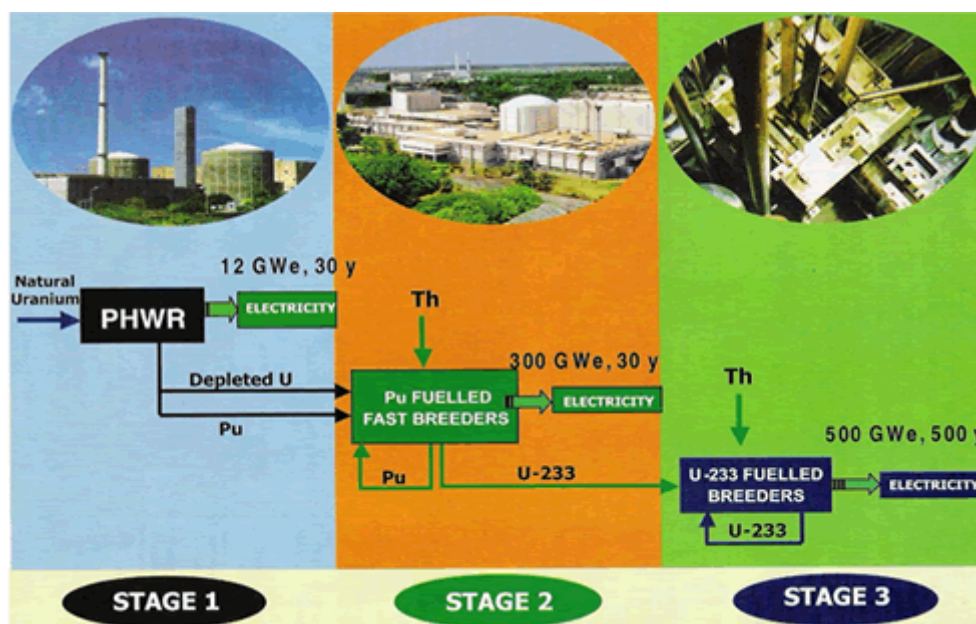 12 GWe, 30 y
Natural
Uranium
PHWR
ELECTRICITY
Depleted U
Pu
Th
300 GWe, 30 y
Pu FUELLED
FAST BREEDERS
ELECTRICITY
Pu
U-233
Th
500 GWe, 500 y
U-233 FUELLED
BREEDERS
ELECTRICITY
U-233
STAGE 1
STAGE 2
STAGE 3